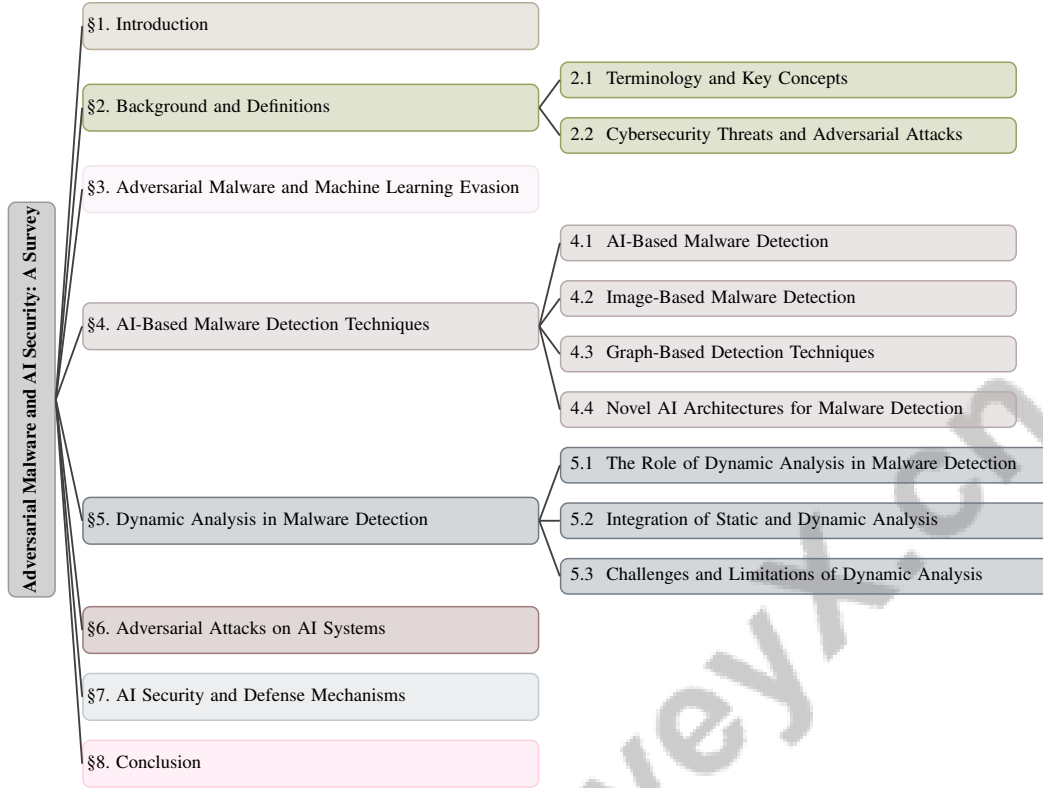 Adversarial Malware and AI Security: A Survey
§1. Introduction
§2. Background and Definitions
2.1 Terminology and Key Concepts
2.2 Cybersecurity Threats and Adversarial Attacks
§3. Adversarial Malware and Machine Learning Evasion
§4. AI-Based Malware Detection Techniques
4.1 AI-Based Malware Detection
4.2 Image-Based Malware Detection
4.3 Graph-Based Detection Techniques
4.4 Novel AI Architectures for Malware Detection
§5. Dynamic Analysis in Malware Detection
5.1 The Role of Dynamic Analysis in Malware Detection
5.2 Integration of Static and Dynamic Analysis
5.3 Challenges and Limitations of Dynamic Analysis
§6. Adversarial Attacks on AI Systems
§7. AI Security and Defense Mechanisms
§8. Conclusion
veyx.cn